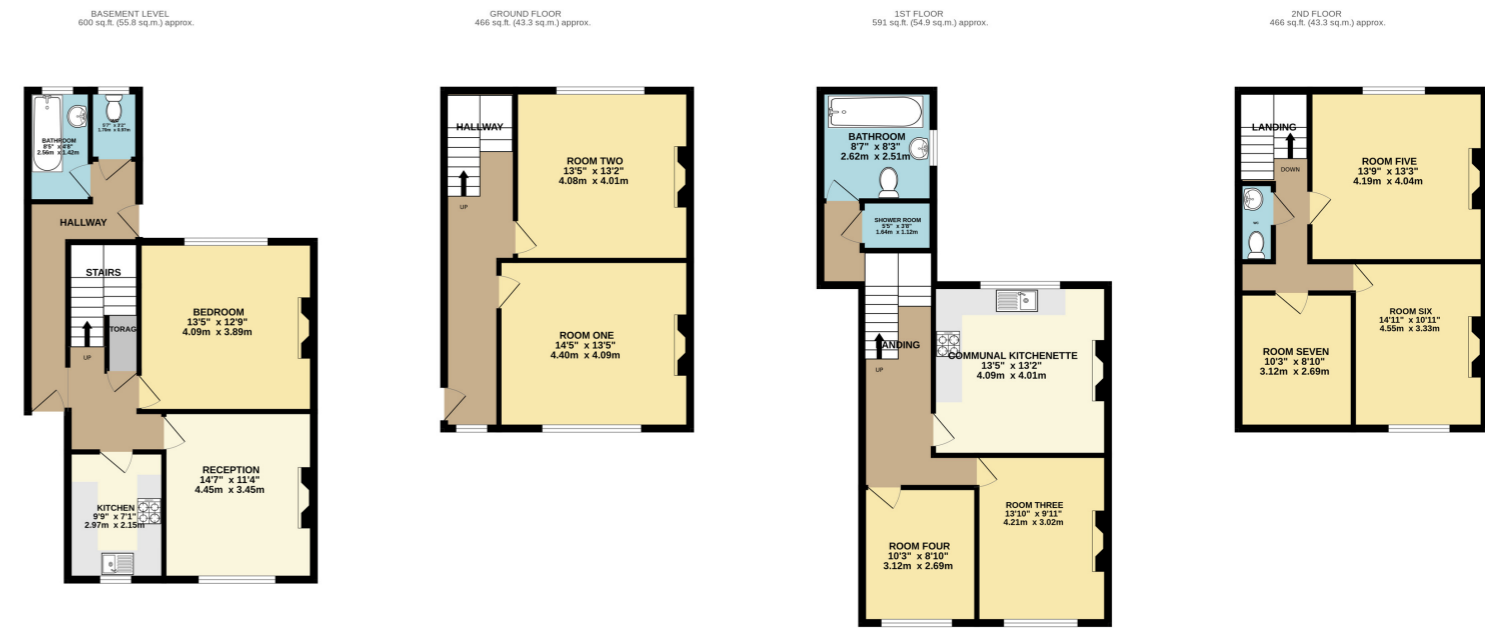 BASEMENT LEVEL
600 sq.ft. (55.8 sq.m.) approx.
BATHROOM
8'5" x 4'8"
2.56m x 1.42m
HALLWAY
STAIRS
TORAG
UP
BEDROOM
13'5" x 12'9"
4.09m x 3.89m
RECEPTION
14'7" x 11'4"
4.45m x 3.45m
KITCHEN
9'9" x 7'1"
2.97m x 2.15m
GROUND FLOOR
466 sq.ft. (43.3 sq.m.) approx.
HALLWAY
UP
ROOM TWO
13'5" x 13'2"
4.08m x 4.01m
ROOM ONE
14'5" x 13'5"
4.40m x 4.09m
1ST FLOOR
591 sq.ft. (54.9 sq.m.) approx.
BATHROOM
8'7" x 8'3"
2.62m x 2.51m
SHOWER ROOM
5'5" x 3'8"
1.64m x 1.12m
LANDING
UP
COMMUNAL KITCHENETTE
13'5" x 13'2"
4.09m x 4.01m
ROOM THREE
13'10" x 9'11"
4.21m x 3.02m
ROOM FOUR
10'3" x 8'10"
3.12m x 2.69m
2ND FLOOR
466 sq.ft. (43.3 sq.m.) approx.
LANDING
DOWN
ROOM FIVE
13'9" x 13'3"
4.19m x 4.04m
ROOM SIX
14'11" x 10'11"
4.55m x 3.33m
ROOM SEVEN
10'3" x 8'10"
3.12m x 2.69m